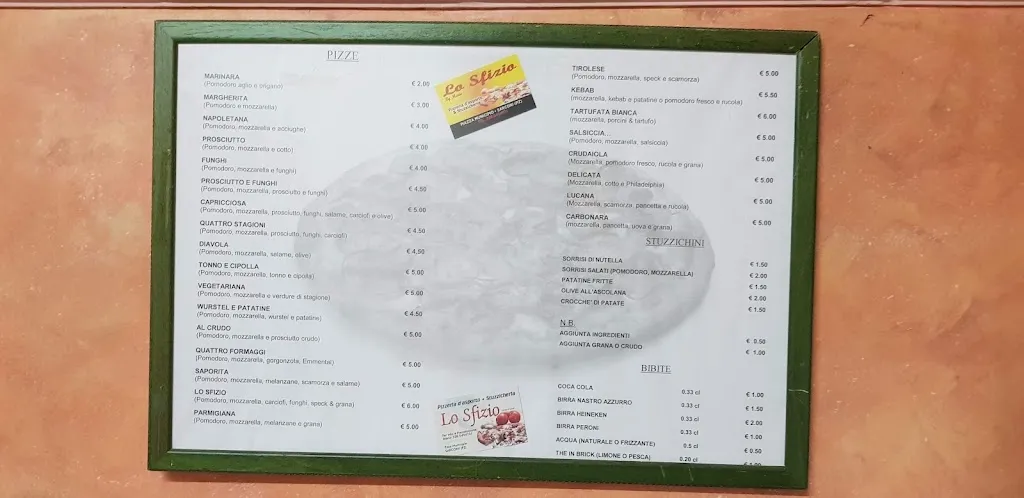 PIZZE
MARINARA € 2.00
(Pomodoro aglio e origano)
MARGHERITA € 3.00
(Pomodoro e mozzarella)
NAPOLETANA € 4.00
(Pomodoro, mozzarella e acciughe)
PROSCIUTTO € 4.00
(Pomodoro, mozzarella e cotto)
FUNGHI € 4.00
(Pomodoro, mozzarella e funghi)
PROSCIUTTO E FUNGHI € 4.50
(Pomodoro, mozzarella, prosciutto e funghi)
CAPRICCIOSA € 5.00
(Pomodoro, mozzarella, prosciutto, funghi, salame, carciofi e olive)
QUATTRO STAGIONI € 4.50
(Pomodoro, mozzarella, prosciutto, funghi, carciofi)
DIAVOLA € 4.50
(Pomodoro, mozzarella, salame, olive)
TONNO E CIPOLLA € 5.00
(Pomodoro, mozzarella, tonno e cipolla)
VEGETARIANA € 5.00
(Pomodoro, mozzarella e verdure di stagione)
WURSTEL E PATATINE € 4.50
(Pomodoro, mozzarella, wurstel e patatine)
AL CRUDO € 5.00
(Pomodoro, mozzarella e prosciutto crudo)
QUATTRO FORMAGGI € 5.00
(Pomodoro, mozzarella, gorgonzola, Emmental)
SAPORITA € 5.00
(Pomodoro, mozzarella, melanzane, scamorza e salame)
LO SFIZIO € 6.00
(Pomodoro, mozzarella, carciofi, funghi, speck & grana)
PARMIGIANA € 5.00
(Pomodoro, mozzarella, melanzane e grana)
Lo Sfizio
PIAZZA MUNICIPIO • SARCONI (PZ)
Pizzeria d'asporto • Stuzzicheria
Lo Sfizio
TIROLESE € 5.00
(Pomodoro, mozzarella, speck e scamorza)
KEBAB € 5.50
(mozzarella, kebab e patatine o pomodoro fresco e rucola)
TARTUFATA BIANCA € 6.00
(mozzarella, porcini & tartufo)
SALSICCIA... € 5.00
(Pomodoro, mozzarella, salsiccia)
CRUDAIOLA € 5.00
(Mozzarella, pomodoro fresco, rucola e grana)
DELICATA € 5.00
(Mozzarella, cotto e Philadelphia)
LUCANA € 5.00
(Mozzarella, scamorza, pancetta e rucola)
CARBONARA € 5.00
(mozzarella, pancetta, uova e grana)
STUZZICHINI
SORRISI DI NUTELLA € 1.50
SORRISI SALATI (POMODORO, MOZZARELLA) € 2.00
PATATINE FRITTE € 1.50
OLIVE ALL'ASCOLANA € 2.00
CROCCHE' DI PATATE € 1.50
N.B.
AGGIUNTA INGREDIENTI € 0.50
AGGIUNTA GRANA O CRUDO € 1.00
BIBITE
COCA COLA 0.33 cl € 1.00
BIRRA NASTRO AZZURRO 0.33 cl € 1.50
BIRRA HEINEKEN 0.33 cl € 2.00
BIRRA PERONI 0.33 cl € 1.00
ACQUA (NATURALE O FRIZZANTE) 0.5 cl € 0.50
THE IN BRICK (LIMONE O PESCA) 0.20 cl